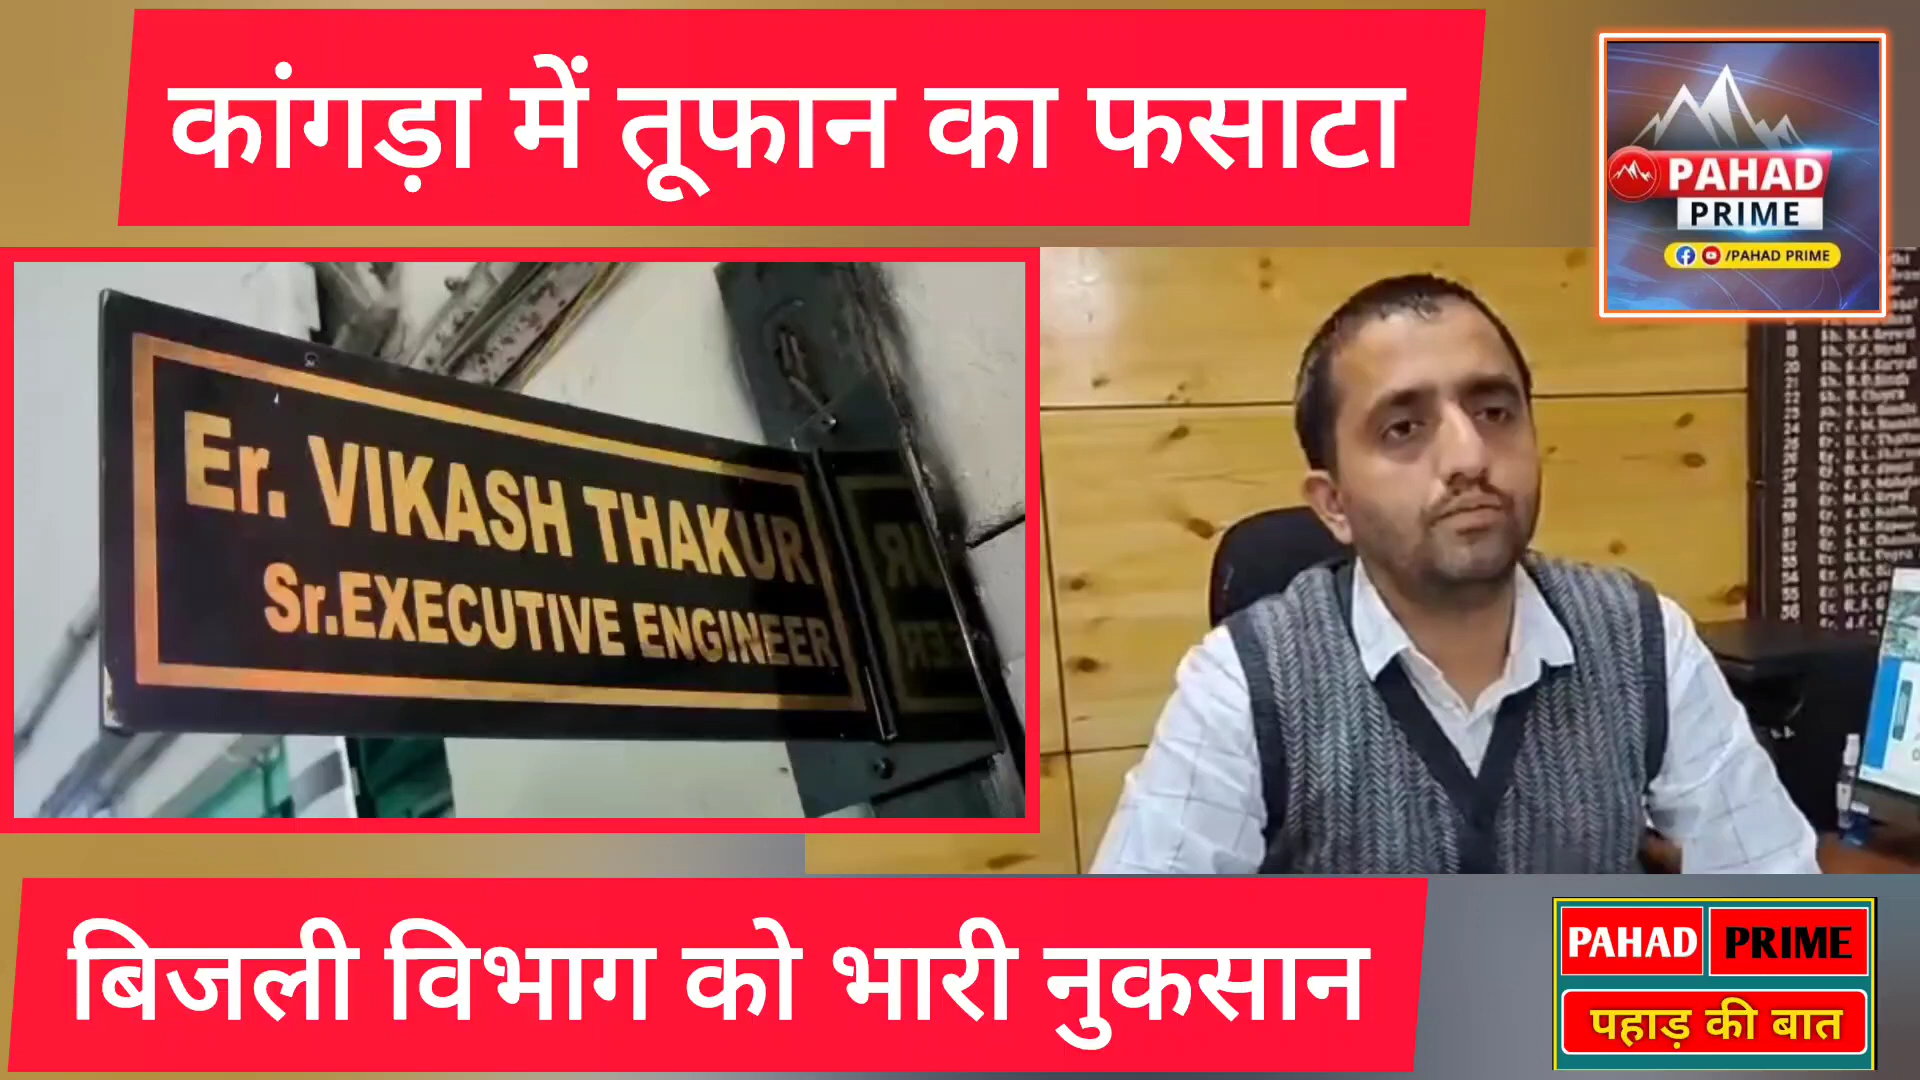 कांगड़ा में तूफान का फसाटा
PAHAD
PRIME
/PAHAD PRIME
Er. VIKASH THAKUR
Sr.EXECUTIVE ENGINEER
बिजली विभाग को भारी नुकसान
PAHAD PRIME
पहाड़ की बात